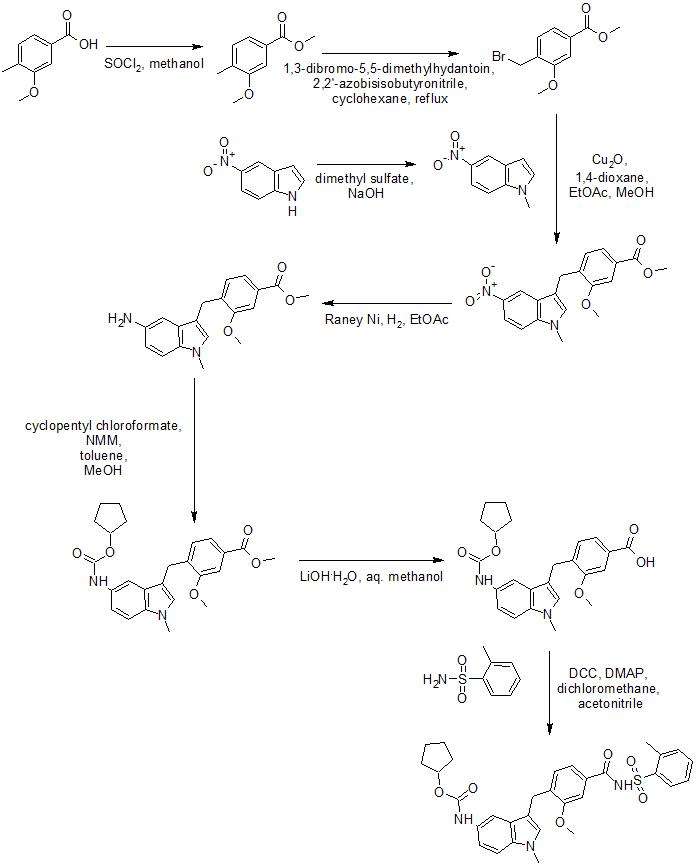 SOCl2, methanol
1,3-dibromo-5,5-dimethylhydantoin,
2,2'-azobisisobutyronitrile,
cyclohexane, reflux
O
OH
O
O
O
O
Br
O
O
O
O
N+
O-
N
H
dimethyl sulfate,
NaOH
O
N+
O-
N
Cu2O,
1,4-dioxane,
EtOAc, MeOH
H2N
N
O
O
O
Raney Ni, H2, EtOAc
O-
N+
O
N
O
O
O
cyclopentyl chloroformate,
NMM,
toluene,
MeOH
O
O
NH
N
O
O
O
LiOH·H2O, aq. methanol
O
O
NH
N
O
O
OH
H2N
S
O
O
DCC, DMAP,
dichloromethane,
acetonitrile
O
O
NH
N
O
O
NH
S
O
O